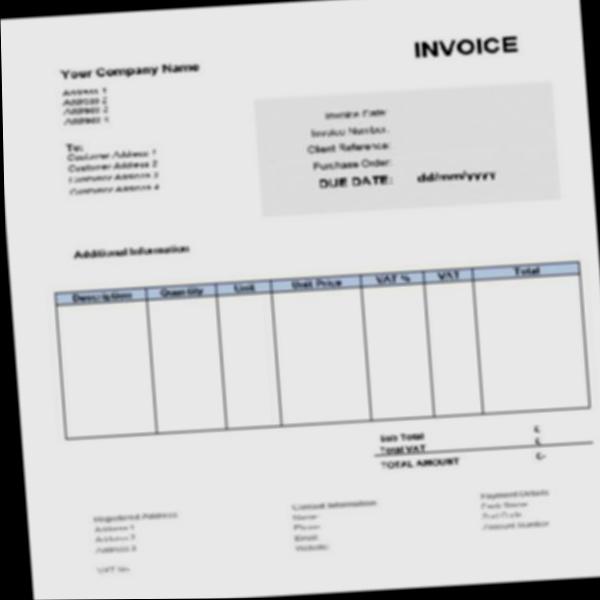 INVOICE
Your Company Name
Address 1
Address 2
Address 3
Address 4
Invoice Date:
Invoice Number:
Client Reference:
Purchase Order:
DUE DATE: dd/mm/yyyy
To:
Customer Address 1
Customer Address 2
Customer Address 3
Customer Address 4
Additional Information
Description Quantity Unit Unit Price VAT % VAT Total
Sub Total £
Total VAT £
TOTAL AMOUNT £-
Registered Address
Address 1
Address 2
Address 3
VAT No.
Contact Information
Name:
Phone:
Email:
Website:
Payment Details
Bank Name
Sort Code
Account Number